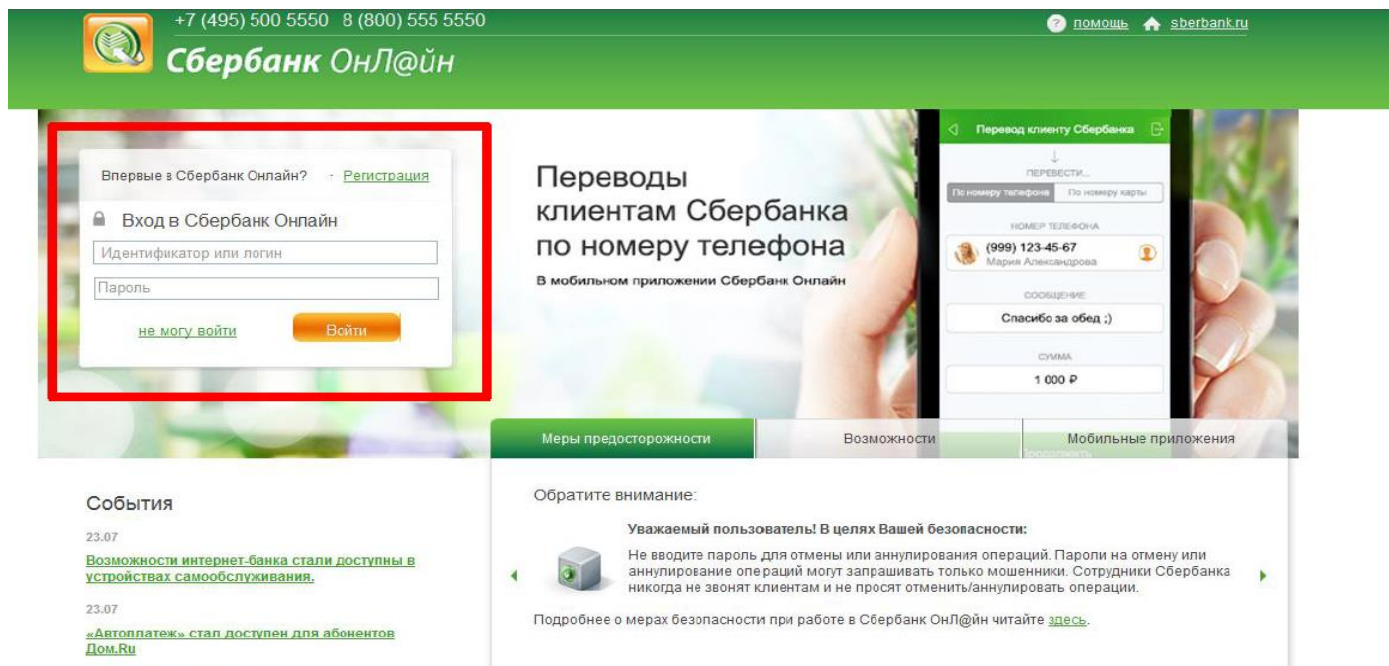 +7 (495) 500 5550 8 (800) 555 5550
помощь sberbank.ru
Сбербанк ОнЛ@йн
Впервые в Сбербанк Онлайн? · Регистрация
Вход в Сбербанк Онлайн
Идентификатор или логин
Пароль
не могу войти Войти
Переводы
клиентам Сбербанка
по номеру телефона
В мобильном приложении Сбербанк Онлайн
Перевод клиенту Сбербанка
ПЕРЕВЕСТИ...
По номеру телефона По номеру карты
НОМЕР ТЕЛЕФОНА
(999) 123-45-67
Мария Александрова
СООБЩЕНИЕ
Спасибо за обед ;)
СУММА
1 000 ₽
Продолжить
Меры предосторожности Возможности Мобильные приложения
События
23.07
Возможности интернет-банка стали доступны в
устройствах самообслуживания.
23.07
«Автоплатеж» стал доступен для абонентов
Дом.Ru
Обратите внимание:
Уважаемый пользователь! В целях Вашей безопасности:
Не вводите пароль для отмены или аннулирования операций. Пароли на отмену или
аннулирование операций могут запрашивать только мошенники. Сотрудники Сбербанка
никогда не звонят клиентам и не просят отменить/аннулировать операции.
Подробнее о мерах безопасности при работе в Сбербанк ОнЛ@йн читайте здесь.